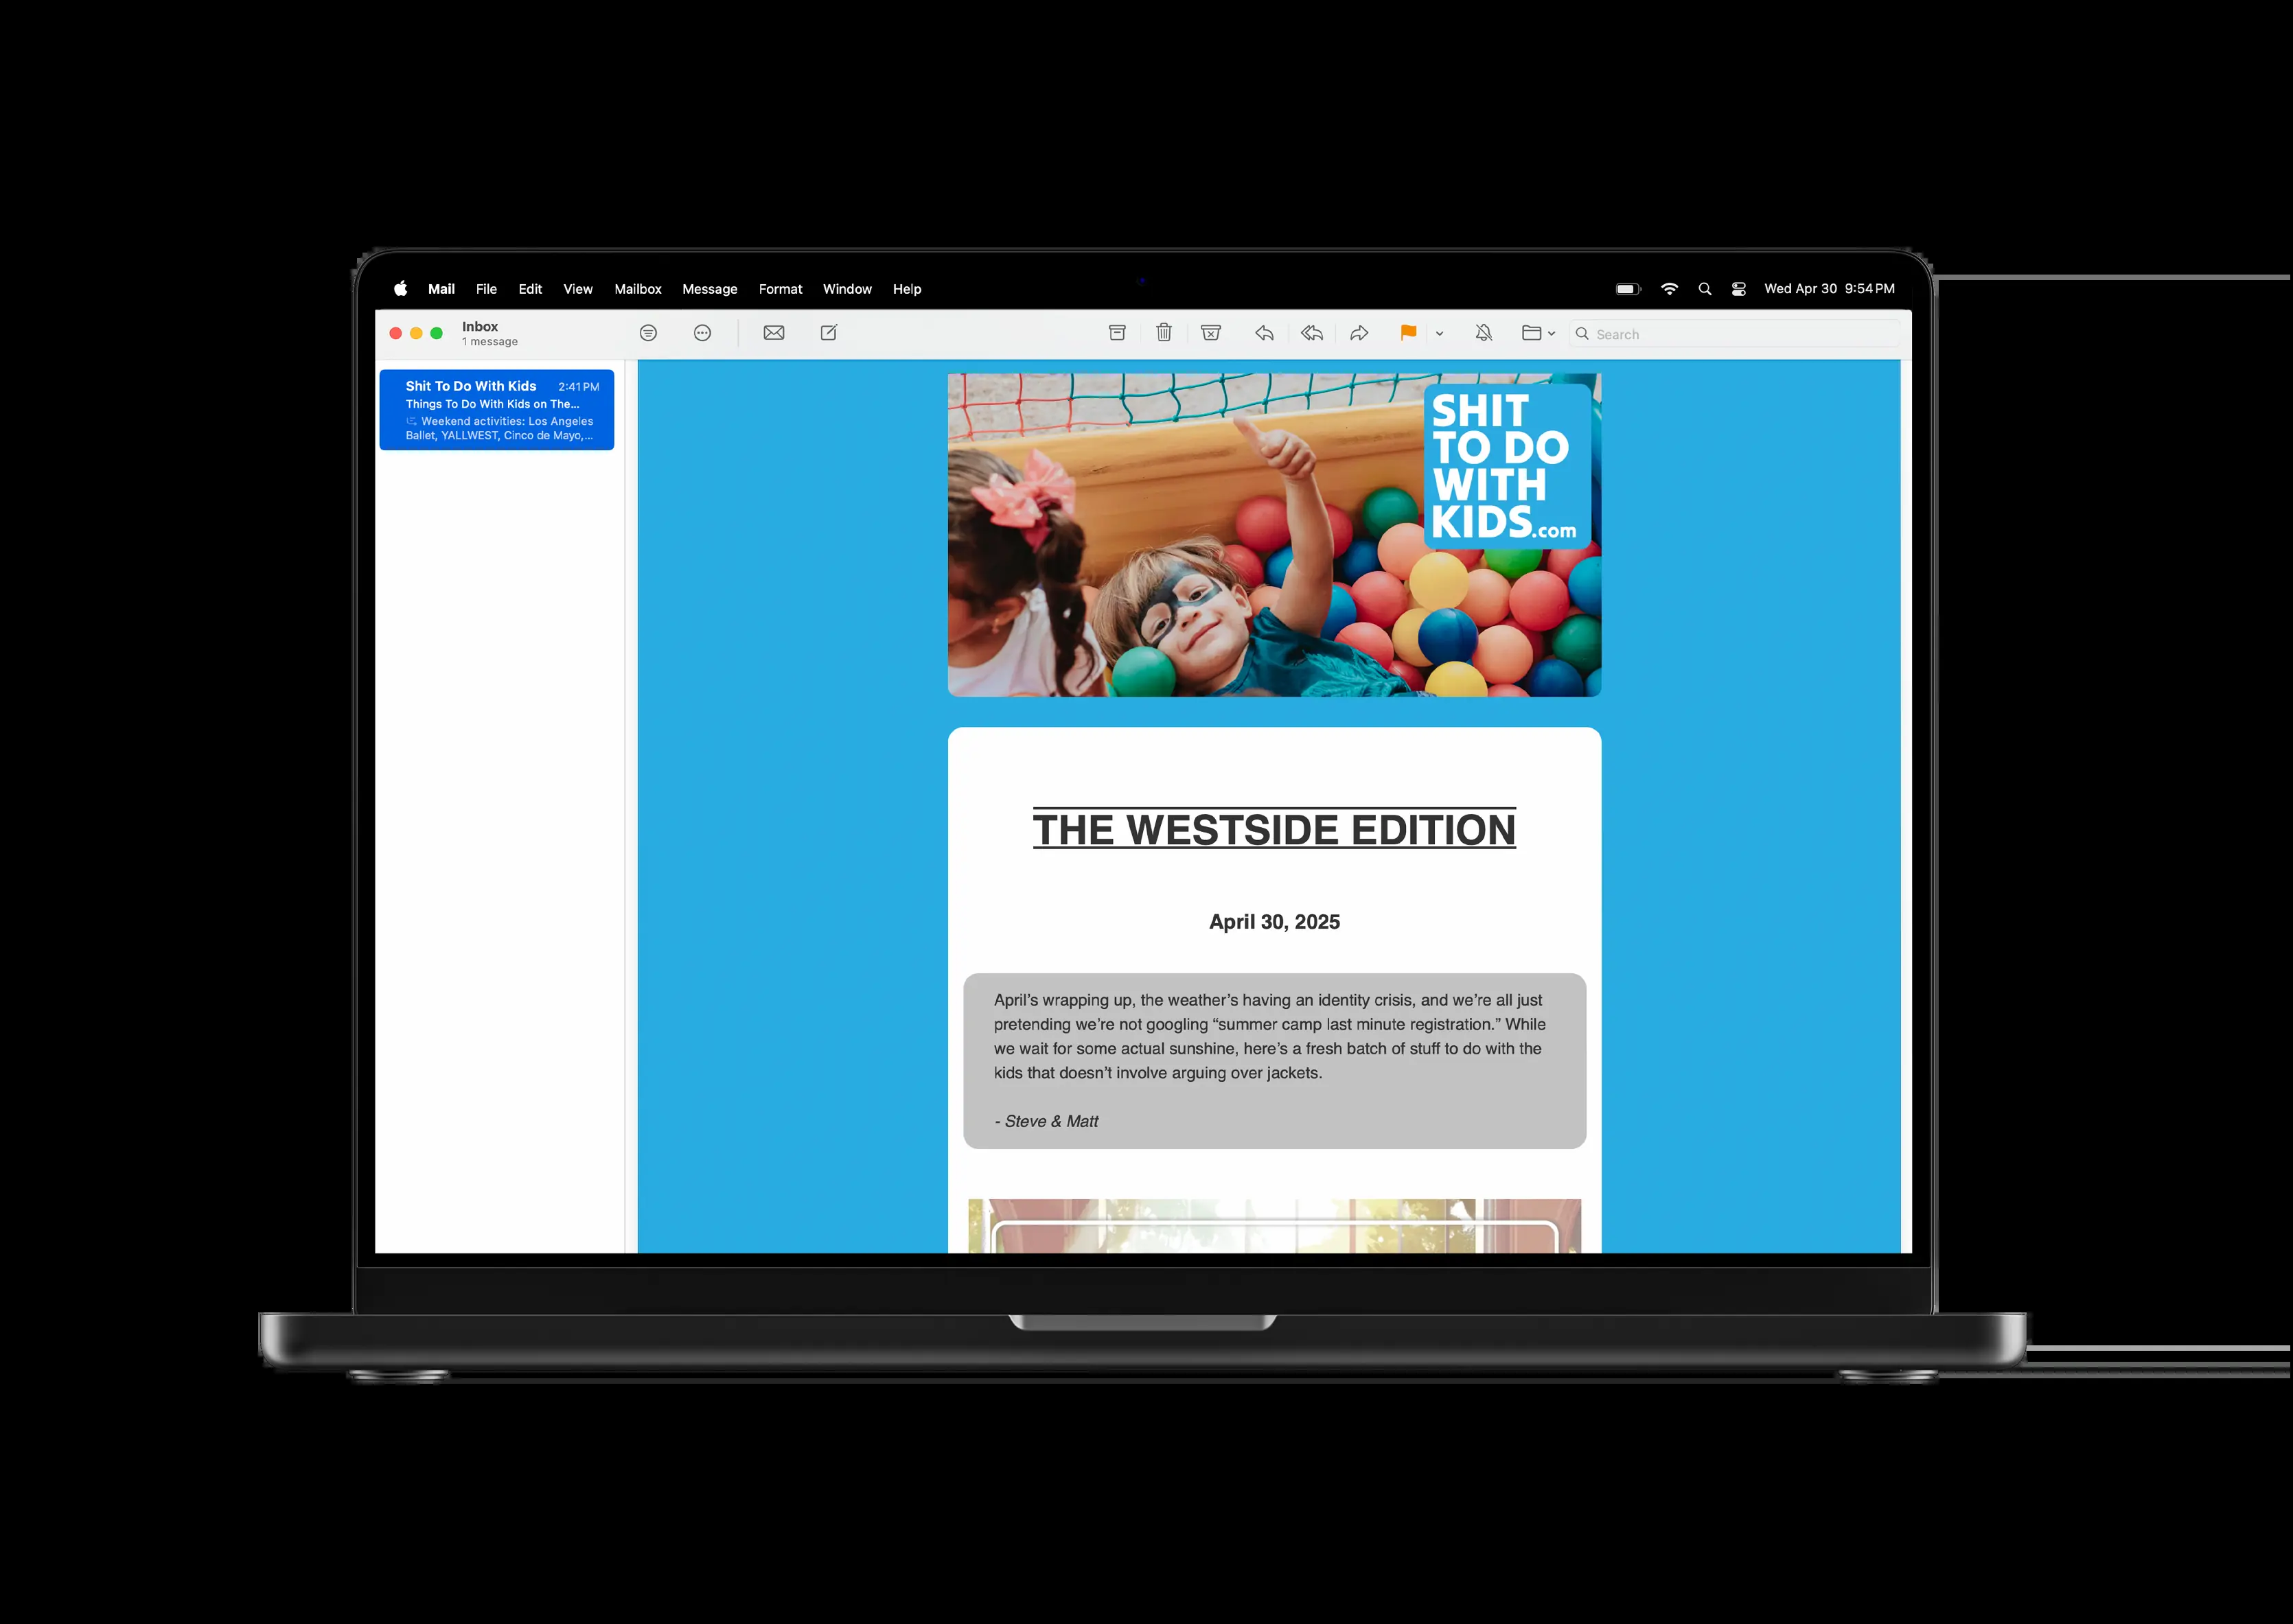 Mail File Edit View Mailbox Message Format Window Help
Wed Apr 30 9:54 PM
Inbox
1 message
Search
Shit To Do With Kids 2:41 PM
Things To Do With Kids on The...
Weekend activities: Los Angeles
Ballet, YALLWEST, Cinco de Mayo,...
SHIT
TO DO
WITH
KIDS.com
THE WESTSIDE EDITION
April 30, 2025
April’s wrapping up, the weather’s having an identity crisis, and we’re all just
pretending we’re not googling “summer camp last minute registration.” While
we wait for some actual sunshine, here’s a fresh batch of stuff to do with the
kids that doesn’t involve arguing over jackets.
- Steve & Matt